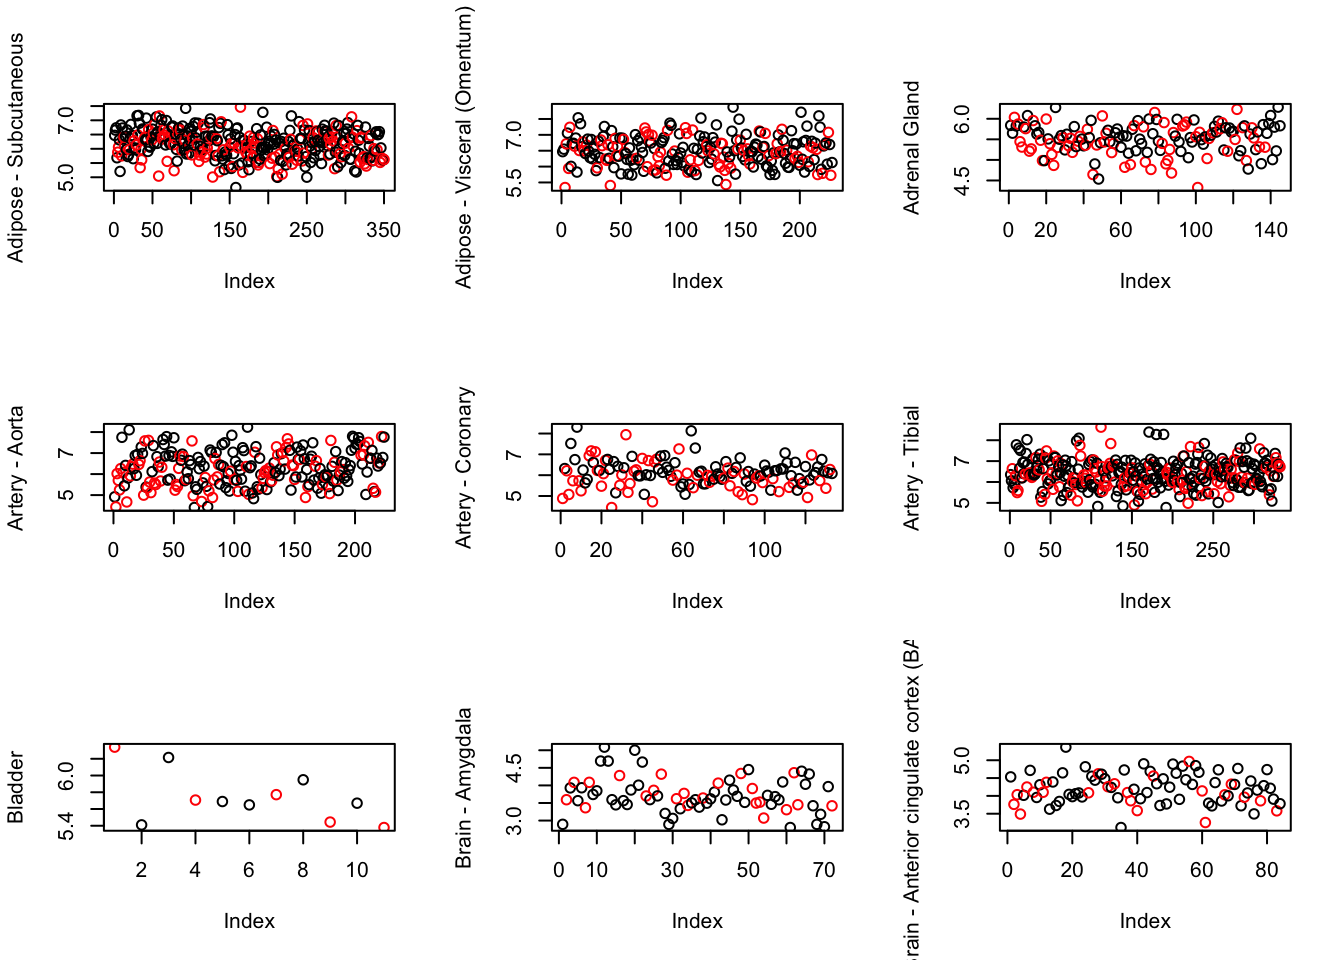 Adipose - Subcutaneous
5.0 7.0
0 50 150 250 350
Index
Adipose - Visceral (Omentum)
5.5 7.0
0 50 100 150 200
Index
Adrenal Gland
4.5 6.0
0 20 60 100 140
Index
Artery - Aorta
5 7
0 50 100 150 200
Index
Artery - Coronary
5 7
0 20 60 100
Index
Artery - Tibial
5 7
0 50 150 250
Index
Bladder
5.4 6.0
2 4 6 8 10
Index
Brain - Amygdala
3.0 4.5
0 10 30 50 70
Index
rain - Anterior cingulate cortex (BA
3.5 5.0
0 20 40 60 80
Index